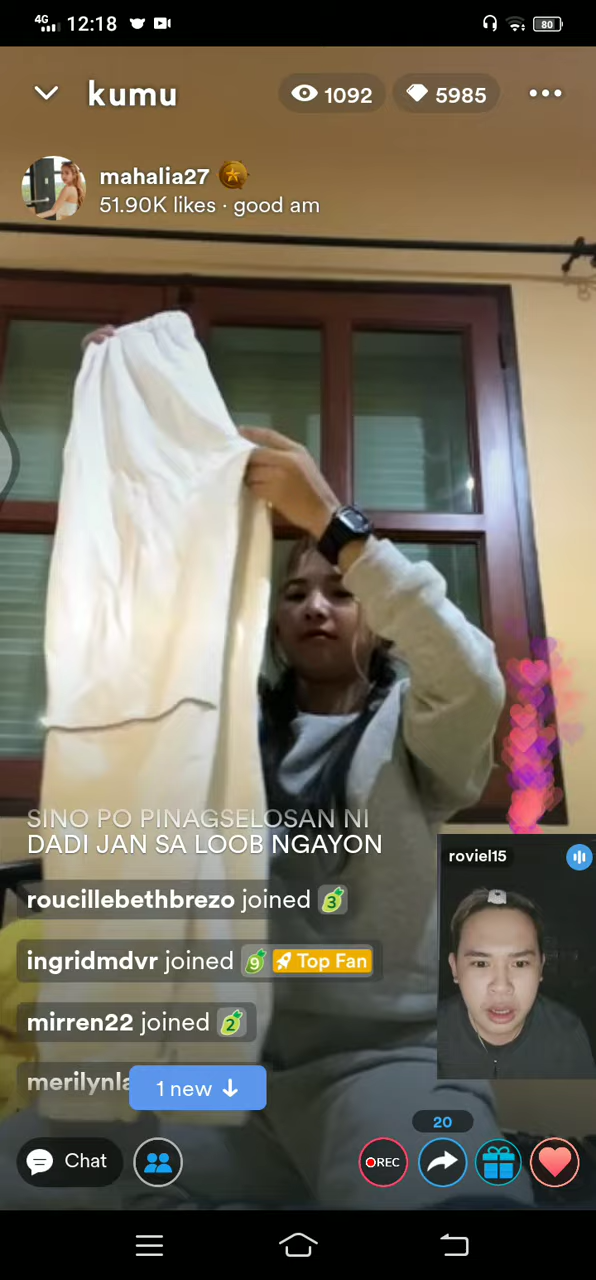 4G 12:18
80
kumu
1092
5985
mahalia27
51.90K likes · good am
SINO PO PINAGSELOSAN NI
DADI JAN SA LOOB NGAYON
roviel15
roucillebethbrezo joined 3
ingridmdvr joined 9 Top Fan
mirren22 joined 2
1 new
20
Chat
REC